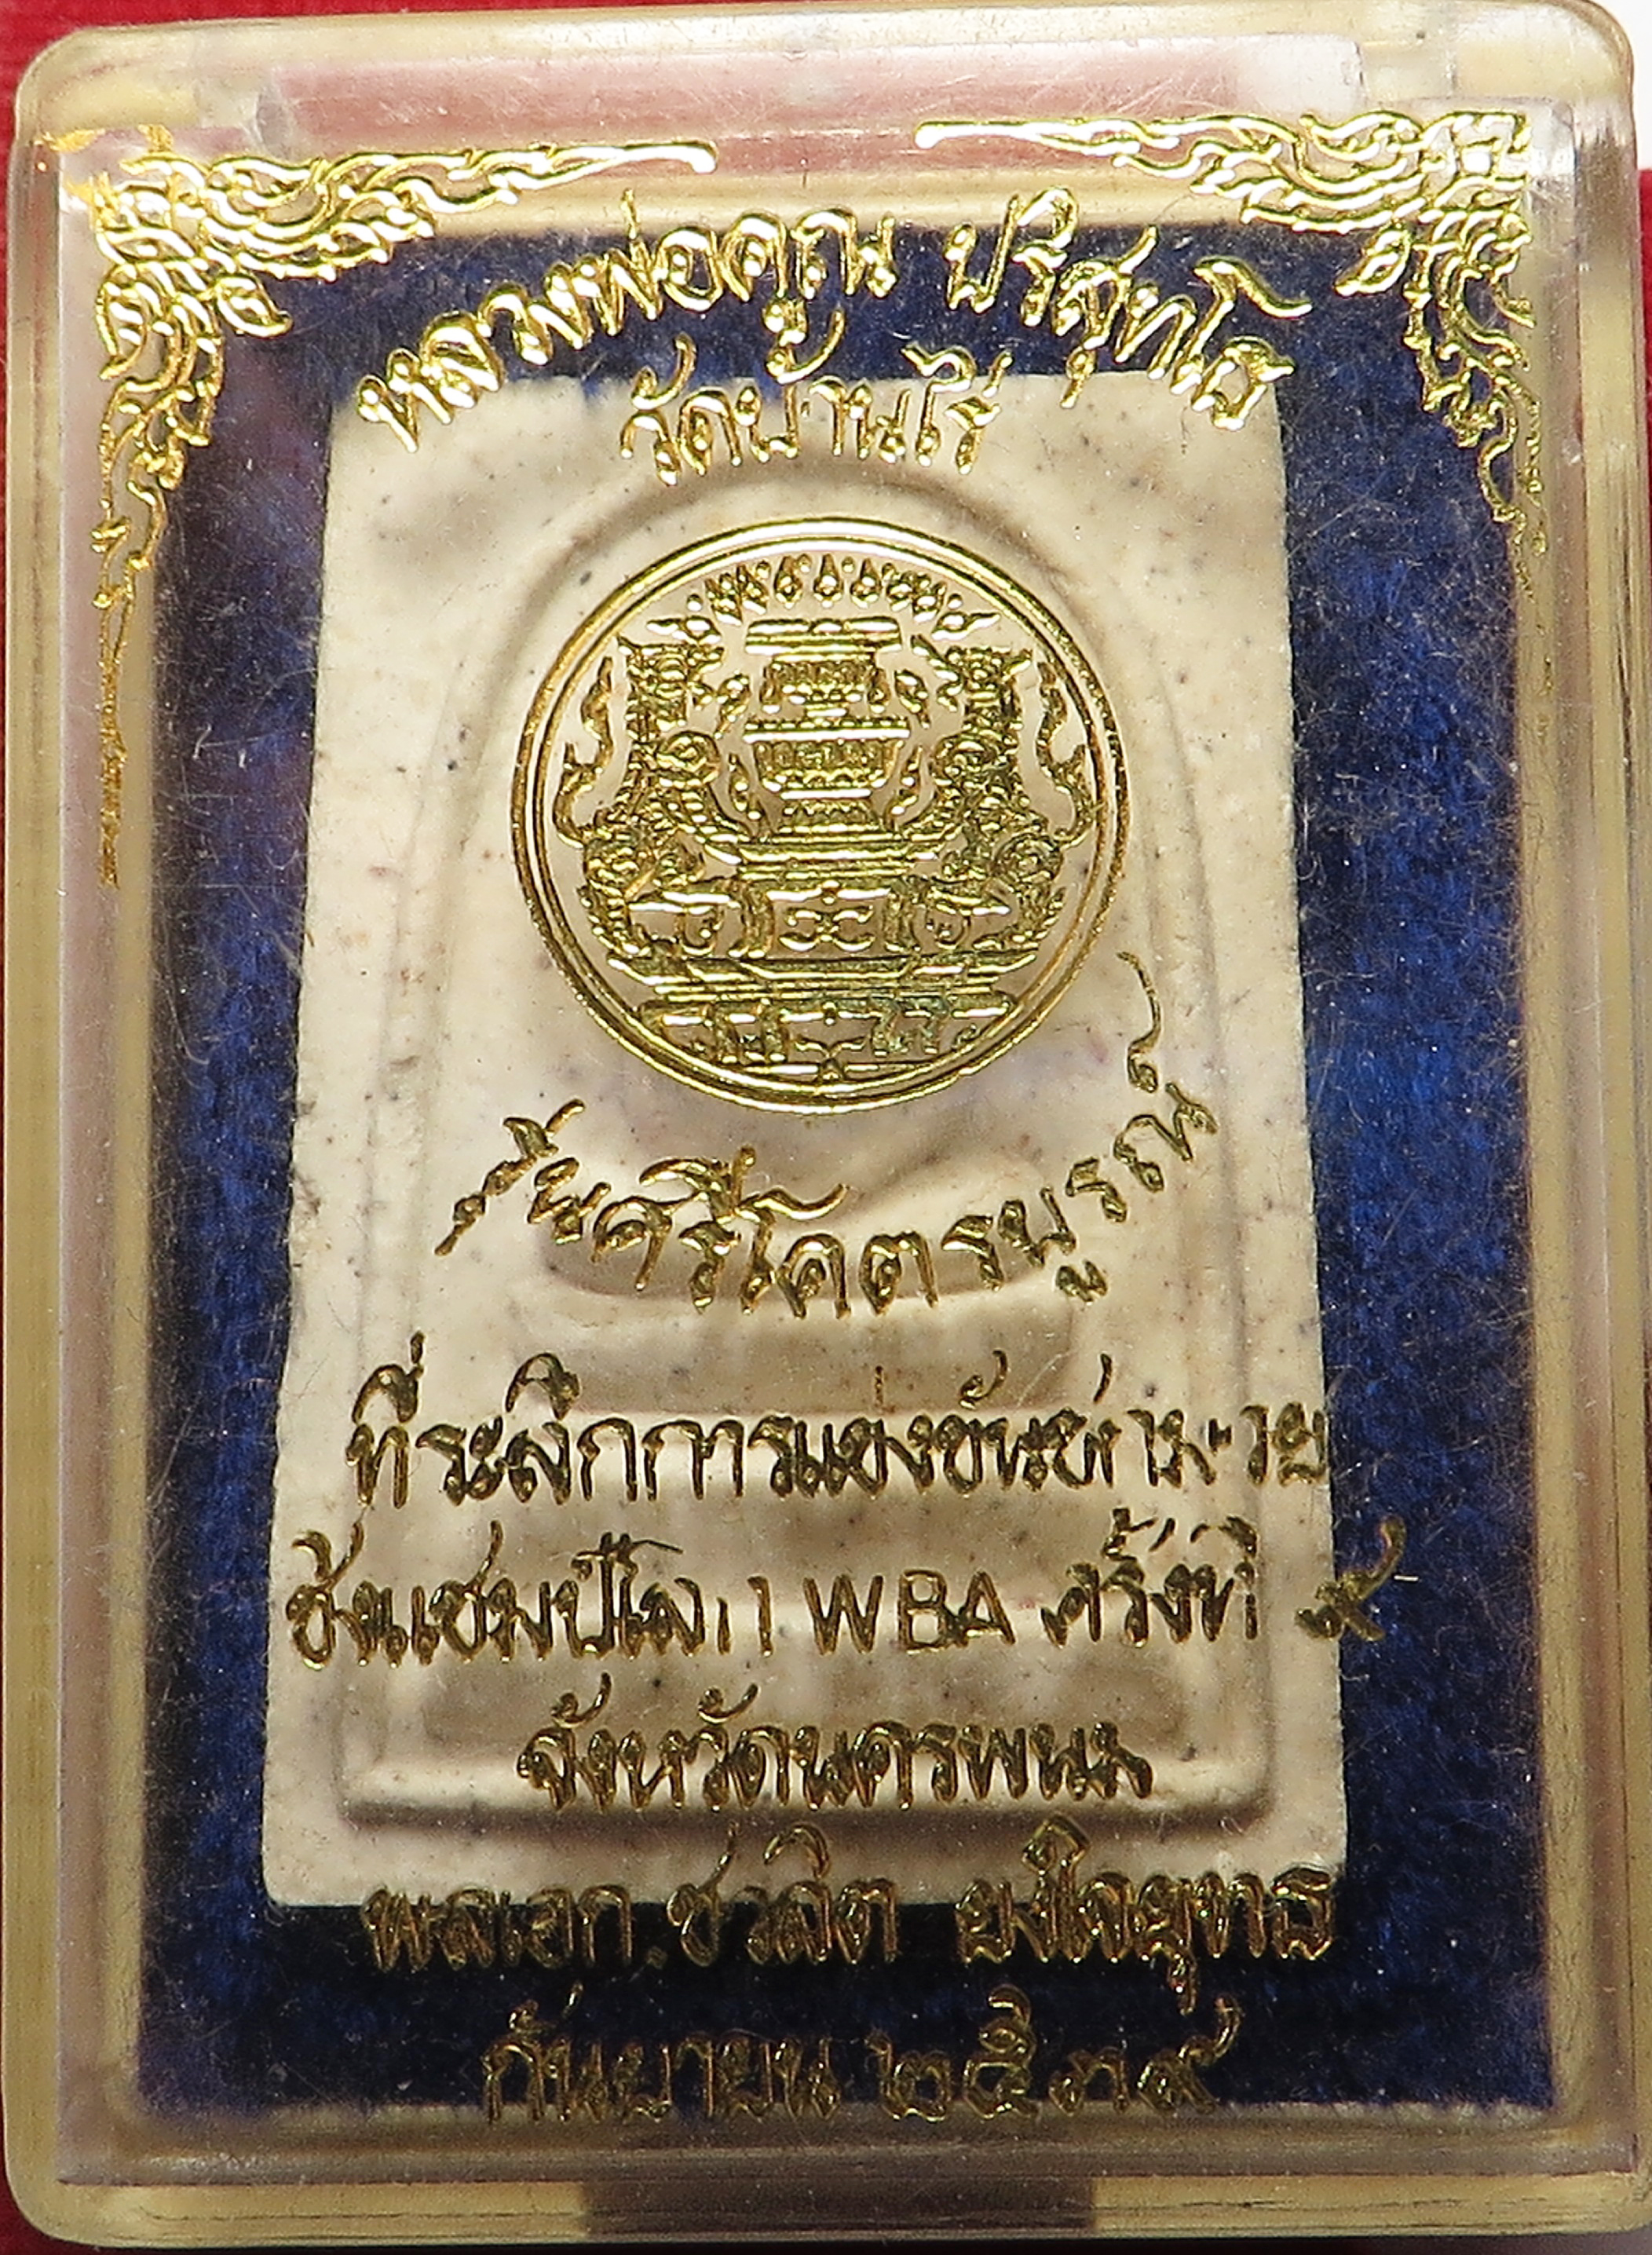 หลวงพ่อคูณ ปริสุทฺโธ
วัดบ้านไร่
รุ่นศรีโคตรบูรณ์
ที่ระลึกการแข่งขันชกมวย
ชิงแชมป์โลก WBA ครั้งที่ ๙
จังหวัดนครพนม
พลเอก.ชวลิต ยงใจยุทธ
กันยายน ๒๕๓๙